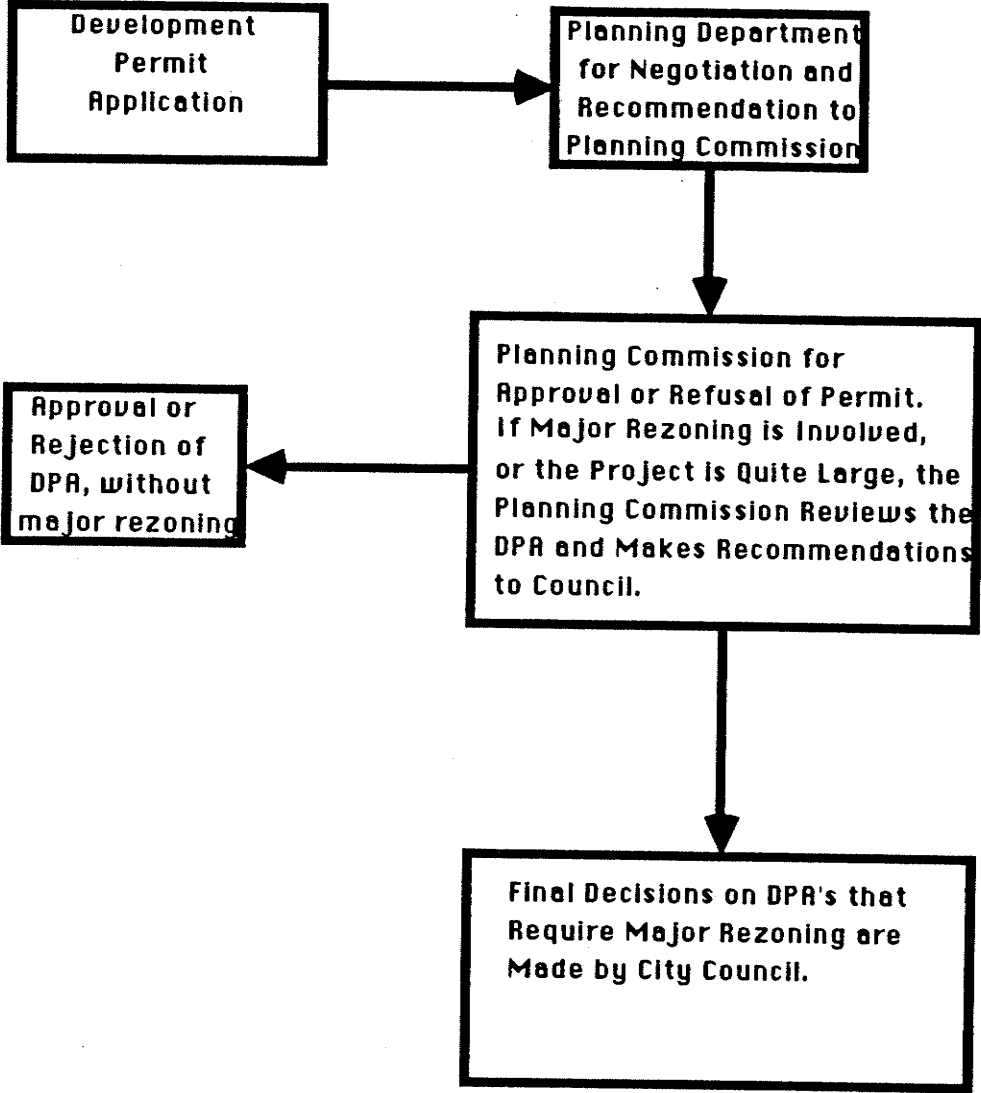 Development
Permit
Application
Planning Department
for Negotiation and
Recommendation to
Planning Commission
Planning Commission for
Approval or Refusal of Permit.
If Major Rezoning is Involved,
or the Project is Quite Large, the
Planning Commission Reviews the
DPA and Makes Recommendations
to Council.
Approval or
Rejection of
DPA, without
major rezoning
Final Decisions on DPA's that
Require Major Rezoning are
Made by City Council.